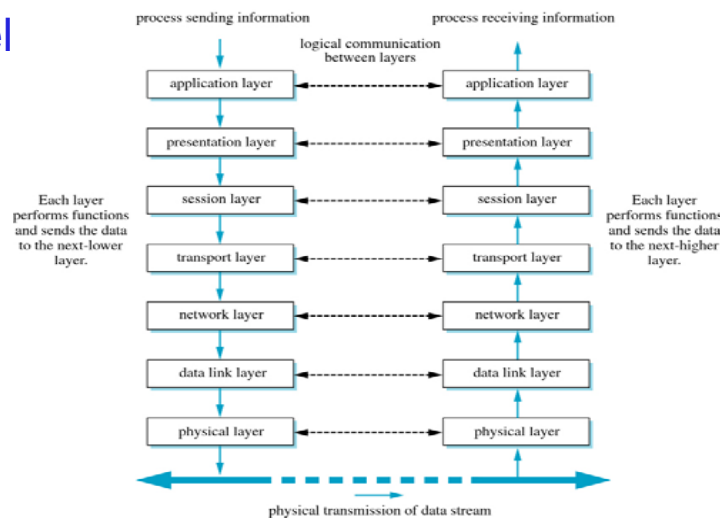 el
process sending information
process receiving information
logical communication
between layers
application layer
application layer
presentation layer
presentation layer
Each layer
performs functions
and sends the data
to the next-lower
layer.
session layer
session layer
Each layer
performs functions
and sends the data
to the next-higher
layer.
transport layer
transport layer
network layer
network layer
data link layer
data link layer
physical layer
physical layer
physical transmission of data stream